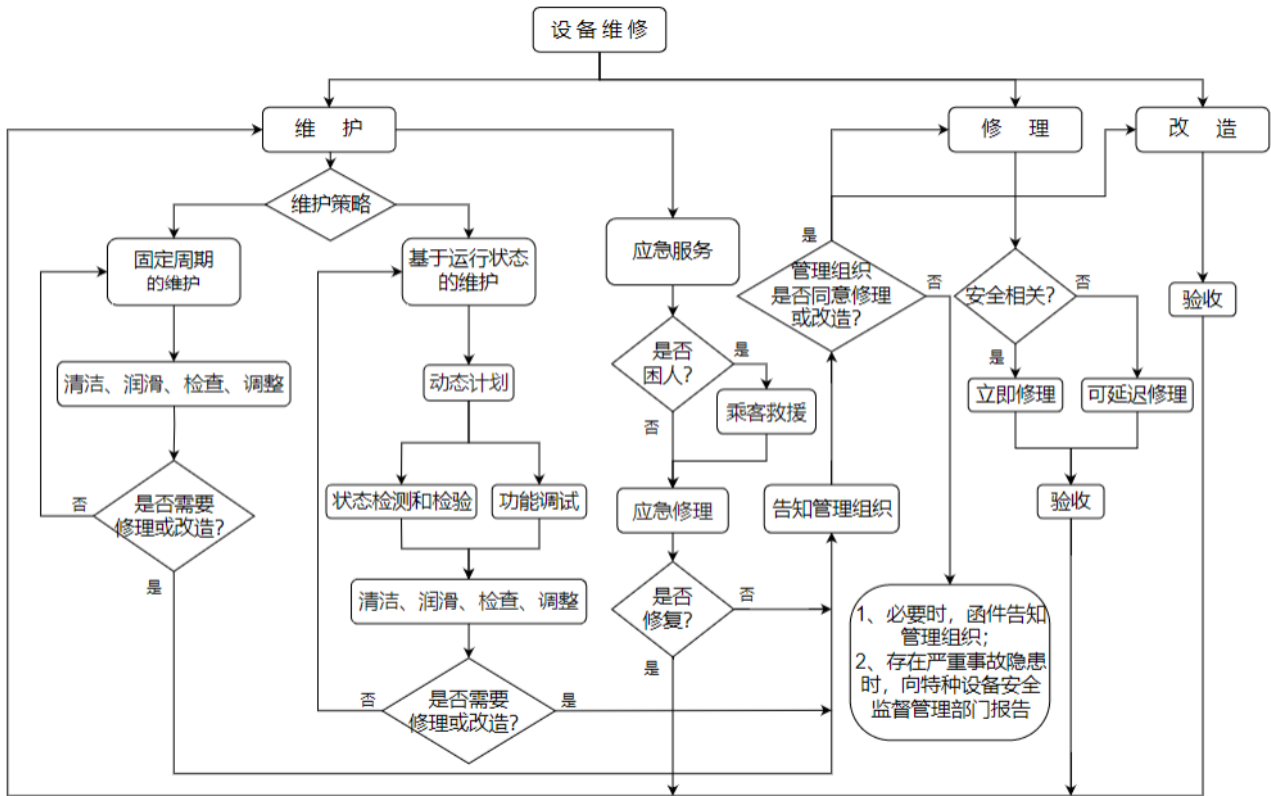 设备维修
维 护
修 理
改 造
维护策略
固定周期
的维护
基于运行状态
的维护
应急服务
是
管理组织
是否同意修理
或改造？
否
安全相关？
否
验收
是
清洁、润滑、检查、调整
动态计划
是否
困人？
是
乘客救援
否
立即修理
可延迟修理
否
是否需要
修理或改造？
是
状态检测和检验
功能调试
应急修理
告知管理组织
验收
清洁、润滑、检查、调整
是否
修复？
否
是
1、必要时，函件告知
管理组织；
2、存在严重事故隐患
时，向特种设备安全
监督管理部门报告
否
是否需要
修理或改造？
是